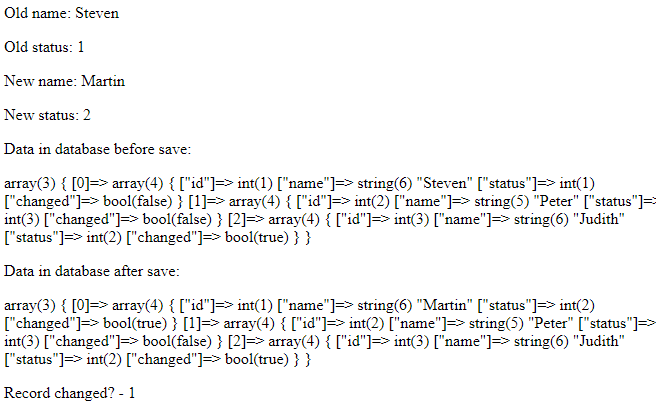 Old name: Steven
Old status: 1
New name: Martin
New status: 2
Data in database before save:
array(3) { [0]=> array(4) { ["id"]=> int(1) ["name"]=> string(6) "Steven" ["status"]=> int(1)
["changed"]=> bool(false) } [1]=> array(4) { ["id"]=> int(2) ["name"]=> string(5) "Peter" ["status"]=>
int(3) ["changed"]=> bool(false) } [2]=> array(4) { ["id"]=> int(3) ["name"]=> string(6) "Judith"
["status"]=> int(2) ["changed"]=> bool(true) } }
Data in database after save:
array(3) { [0]=> array(4) { ["id"]=> int(1) ["name"]=> string(6) "Martin" ["status"]=> int(2)
["changed"]=> bool(true) } [1]=> array(4) { ["id"]=> int(2) ["name"]=> string(5) "Peter" ["status"]=>
int(3) ["changed"]=> bool(false) } [2]=> array(4) { ["id"]=> int(3) ["name"]=> string(6) "Judith"
["status"]=> int(2) ["changed"]=> bool(true) } }
Record changed? - 1